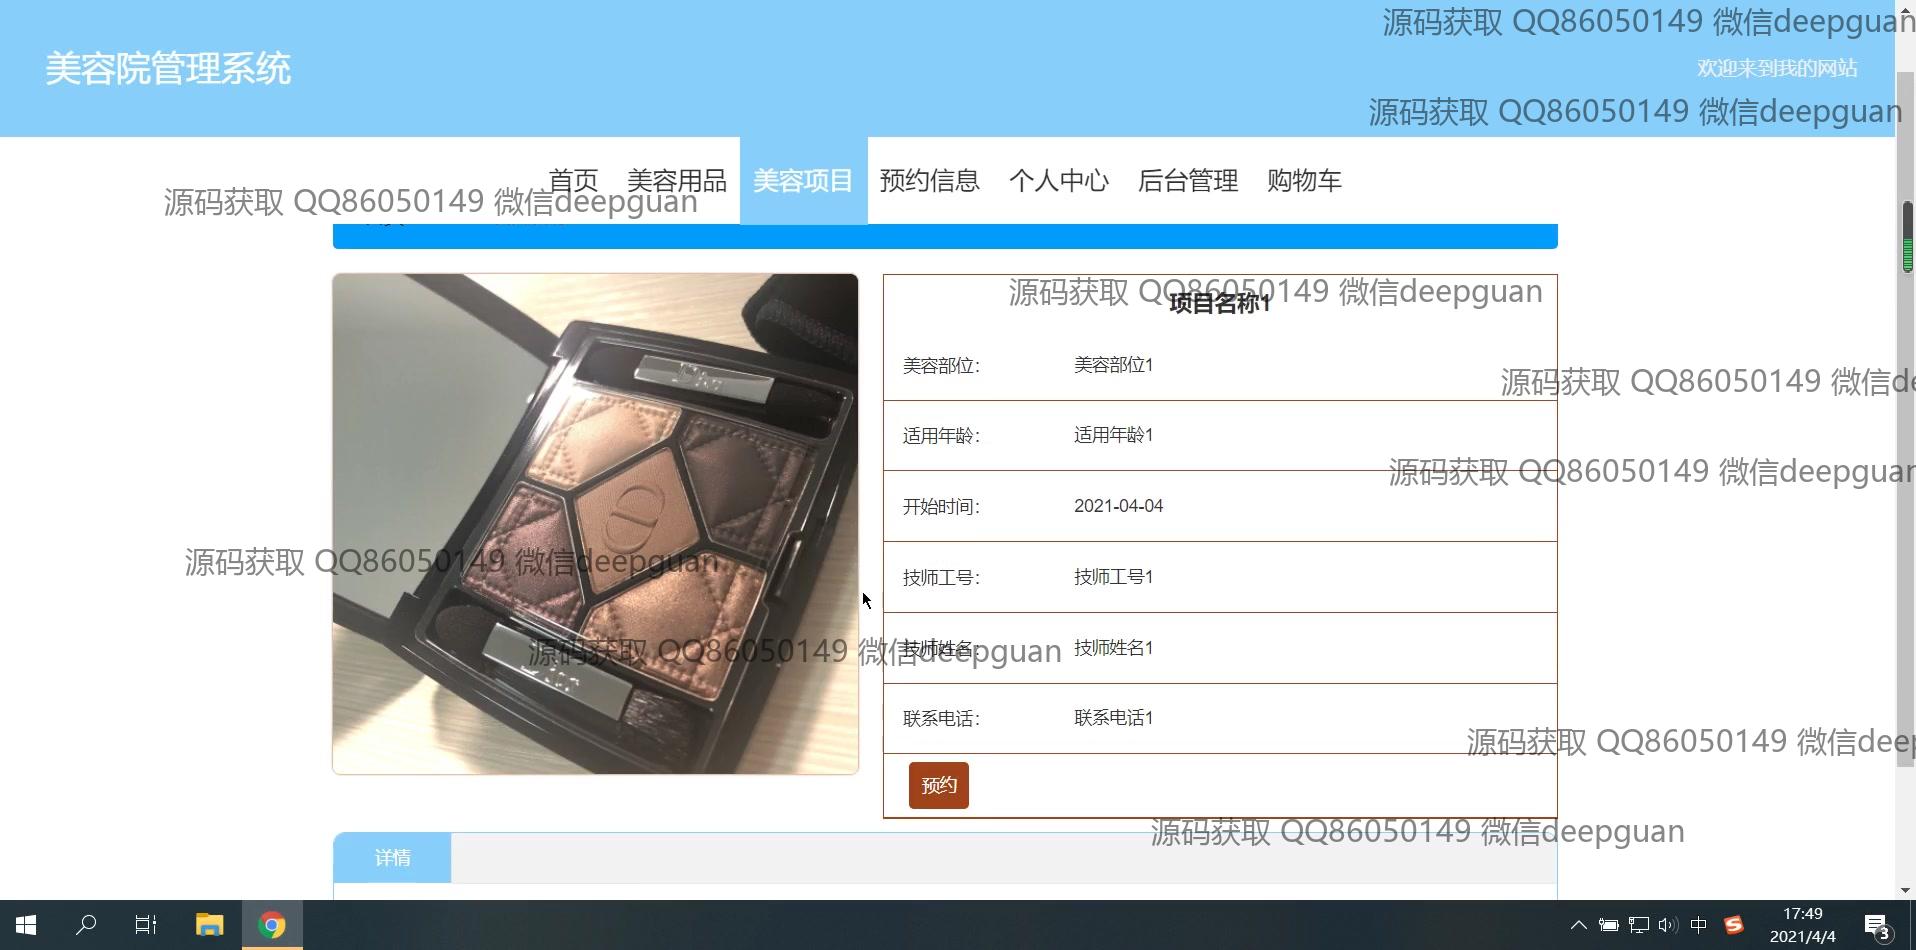 源码获取 QQ86050149 微信deepguan
美容院管理系统
欢迎来到我的网站
源码获取 QQ86050149 微信deepguan
首页 美容用品 美容项目 预约信息 个人中心 后台管理 购物车
源码获取 QQ86050149 微信deepguan
源码获取 QQ86050149 微信deepguan
项目名称1
美容部位: 美容部位1
源码获取 QQ86050149 微信de
适用年龄: 适用年龄1
源码获取 QQ86050149 微信deepguan
开始时间: 2021-04-04
源码获取 QQ86050149 微信deepguan
技师工号: 技师工号1
源码获取 QQ86050149 微信deepguan
技师姓名: 技师姓名1
Dior
联系电话: 联系电话1
源码获取 QQ86050149 微信deep
预约
源码获取 QQ86050149 微信deepguan
详情
中
17:49
2021/4/4
3